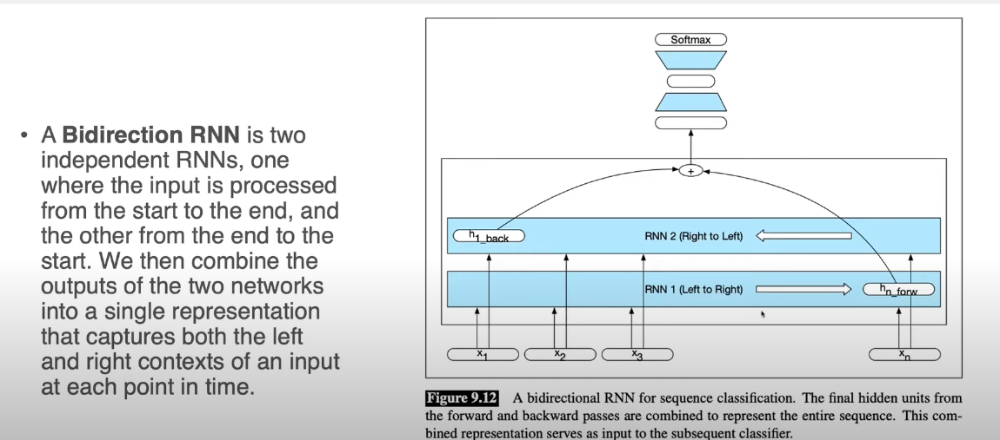 • A Bidirection RNN is two
independent RNNs, one
where the input is processed
from the start to the end, and
the other from the end to the
start. We then combine the
outputs of the two networks
into a single representation
that captures both the left
and right contexts of an input
at each point in time.
Softmax
+
h1_back
RNN 2 (Right to Left)
RNN 1 (Left to Right)
hn_forw
x1
x2
x3
xn
Figure 9.12 A bidirectional RNN for sequence classification. The final hidden units from
the forward and backward passes are combined to represent the entire sequence. This com-
bined representation serves as input to the subsequent classifier.